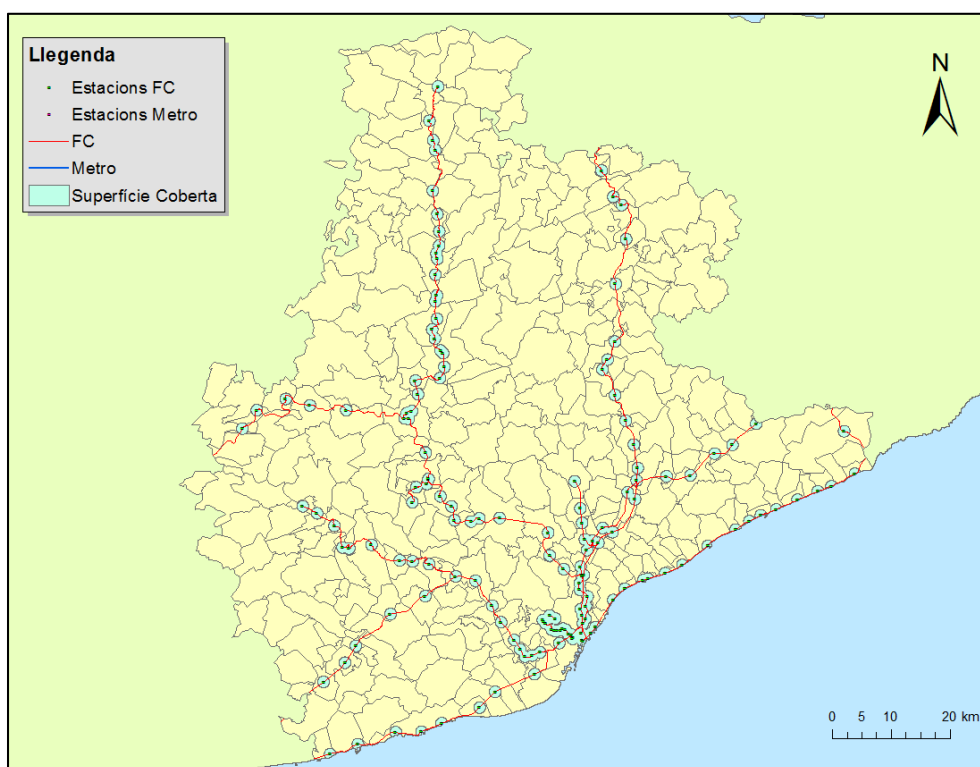 Llegenda
Estacions FC
Estacions Metro
FC
Metro
Superfície Coberta
N
0 5 10 20 km